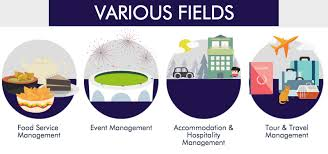 VARIOUS FIELDS
Food Service
Management
Event Management
Accommodation &
Hospitality
Management
Tour & Travel
Management